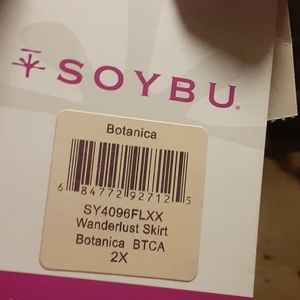 SOYBU®
Botanica
6 84772 92712 5
SY4096FLXX
Wanderlust Skirt
Botanica BTCA
2X